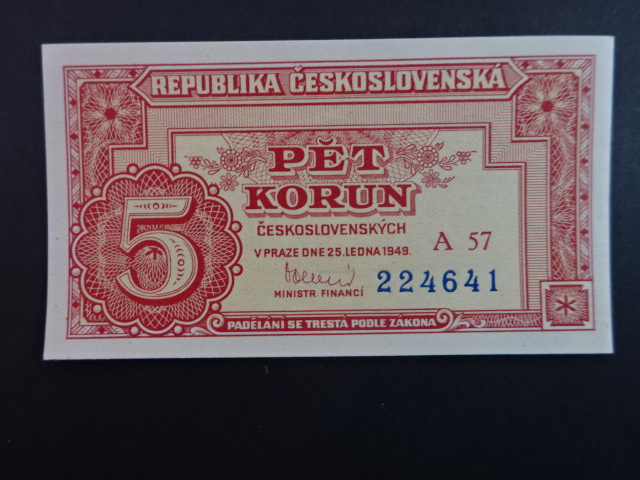 REPUBLIKA ČESKOSLOVENSKÁ
PĚT
KORUN
ČESKOSLOVENSKÝCH
V PRAZE DNE 25. LEDNA 1949.
A 57
5
224641
MINISTR FINANCÍ
PADĚLÁNÍ SE TRESTÁ PODLE ZÁKONA